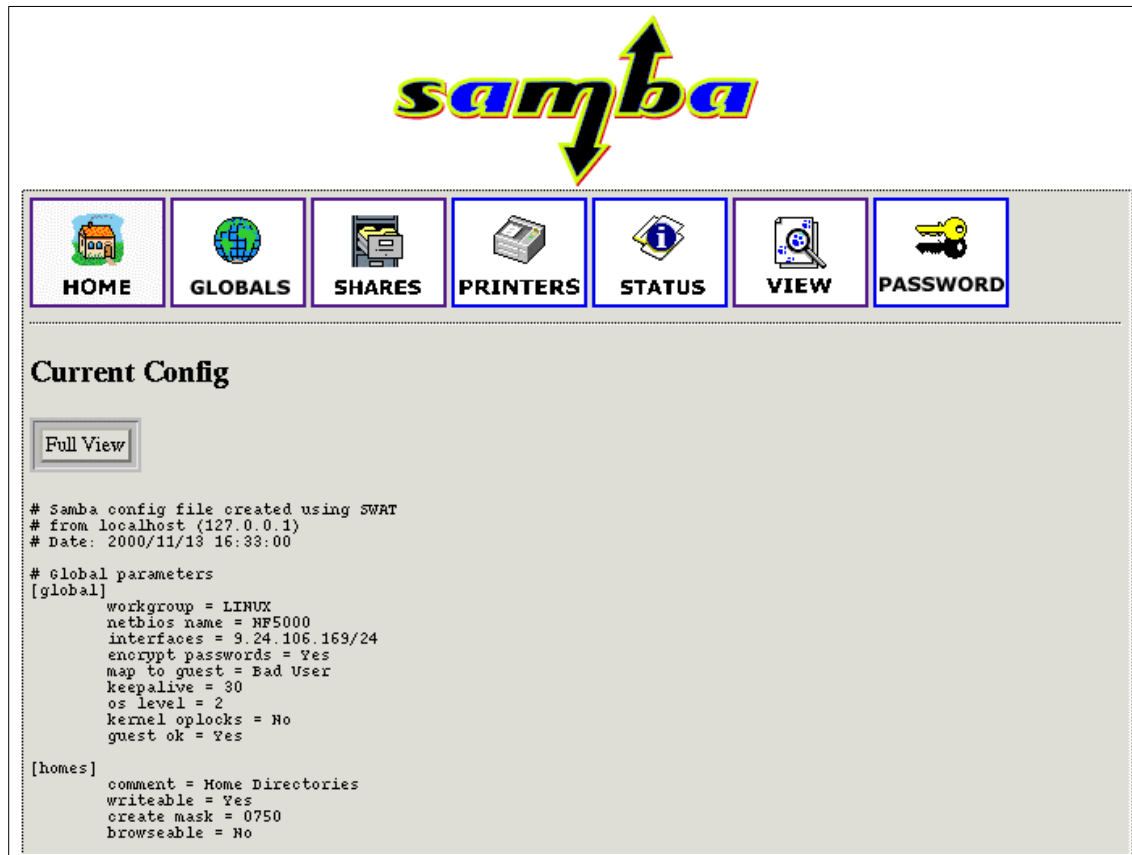 samba
HOME GLOBALS SHARES PRINTERS STATUS VIEW PASSWORD
Current Config
Full View
# Samba config file created using SWAT
# from localhost (127.0.0.1)
# Date: 2000/11/13 16:33:00
# Global parameters
[global]
workgroup = LINUX
netbios name = NF5000
interfaces = 9.24.106.169/24
encrypt passwords = Yes
map to guest = Bad User
keepalive = 30
os level = 2
kernel oplocks = No
guest ok = Yes
[homes]
comment = Home Directories
writeable = Yes
create mask = 0750
browseable = No